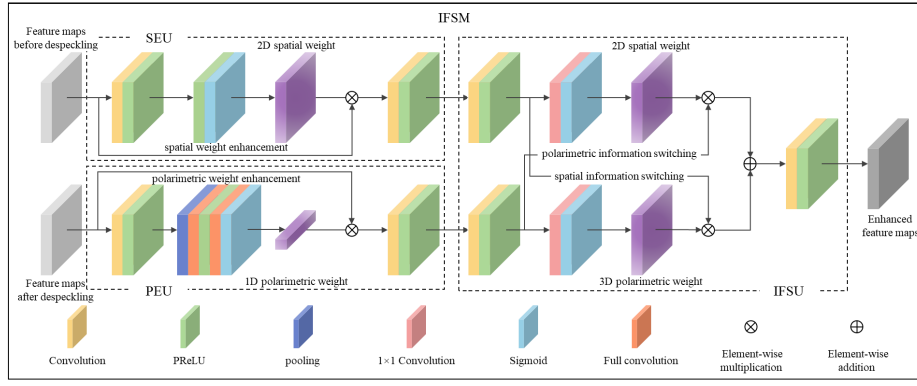 IFSM
Feature maps
before despeckling
SEU
2D spatial weight
2D spatial weight
spatial weight enhancement
polarimetric information switching
polarimetric weight enhancement
spatial information switching
Enhanced
feature maps
Feature maps
after despeckling
PEU
1D polarimetric weight
3D polarimetric weight
IFSU
Convolution
PReLU
pooling
1×1 Convolution
Sigmoid
Full convolution
Element-wise
multiplication
Element-wise
addition